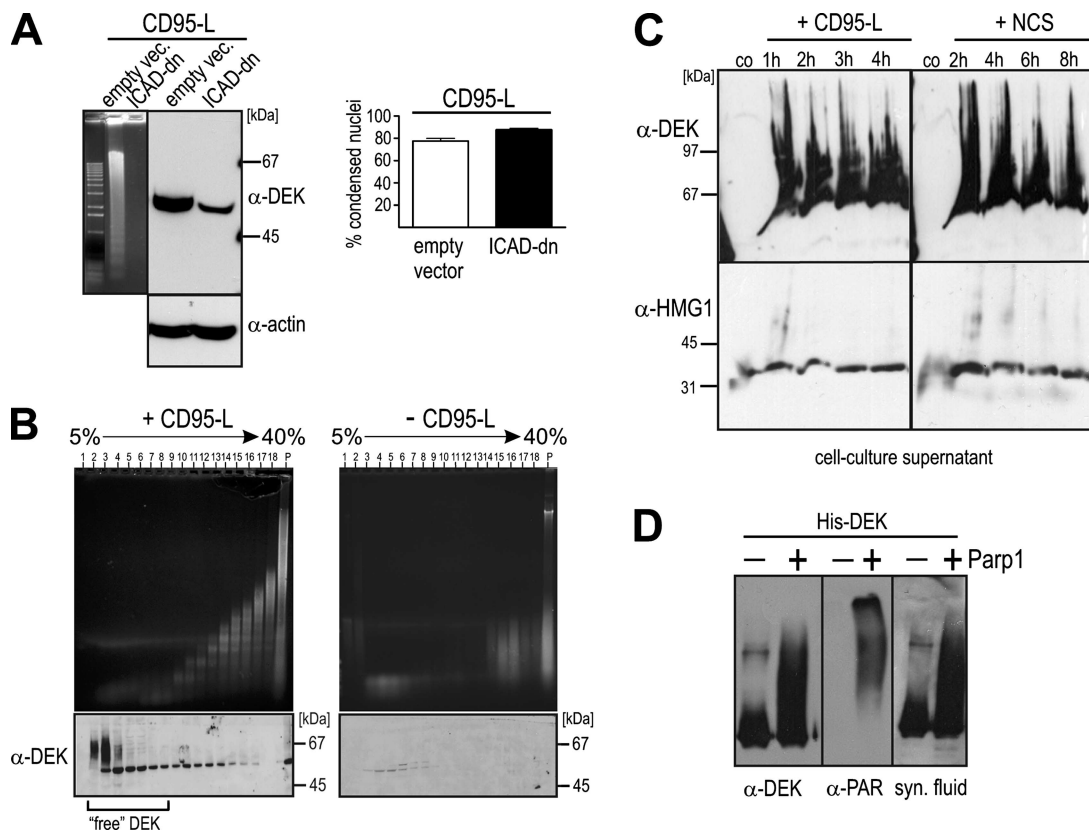 A
CD95-L
empty vec.
ICAD-dn
empty vec.
ICAD-dn
[kDa]
67
α-DEK
45
α-actin
CD95-L
% condensed nuclei
100
80
60
40
20
empty vector
ICAD-dn
B
+ CD95-L
5%
40%
1 2 3 4 5 6 7 8 9 10 11 12 13 14 15 16 17 18 P
[kDa]
α-DEK
67
45
"free" DEK
- CD95-L
5%
40%
1 2 3 4 5 6 7 8 9 10 11 12 13 14 15 16 17 18 P
[kDa]
67
45
C
+ CD95-L
+ NCS
co 1h 2h 3h 4h
co 2h 4h 6h 8h
[kDa]
α-DEK
97
67
α-HMG1
45
31
cell-culture supernatant
D
His-DEK
– + – + – + Parp1
α-DEK
α-PAR
syn. fluid